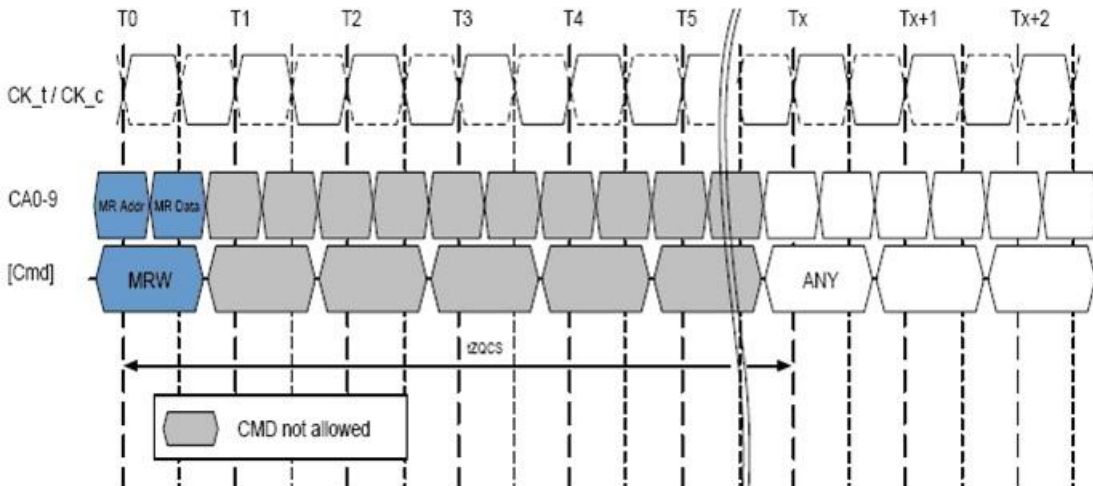 T0 T1 T2 T3 T4 T5 Tx Tx+1 Tx+2
CK_t / CK_c
CA0-9 MR Addr MR Data
[Cmd] MRW ANY
tZQCS
CMD not allowed